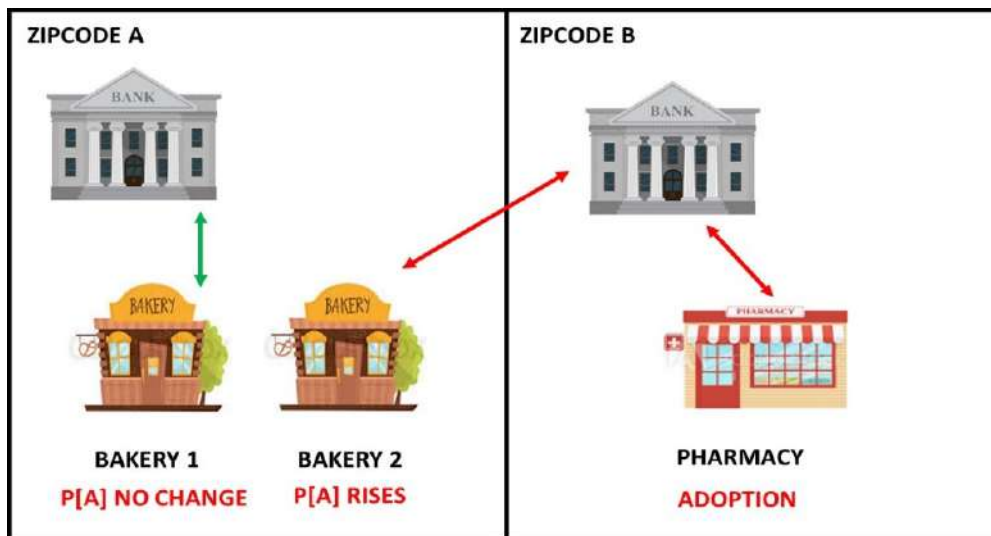 ZIPCODE A
BANK
BAKERY
BAKERY
BAKERY 1
BAKERY 2
P[A] NO CHANGE
P[A] RISES
ZIPCODE B
BANK
PHARMACY
PHARMACY
ADOPTION